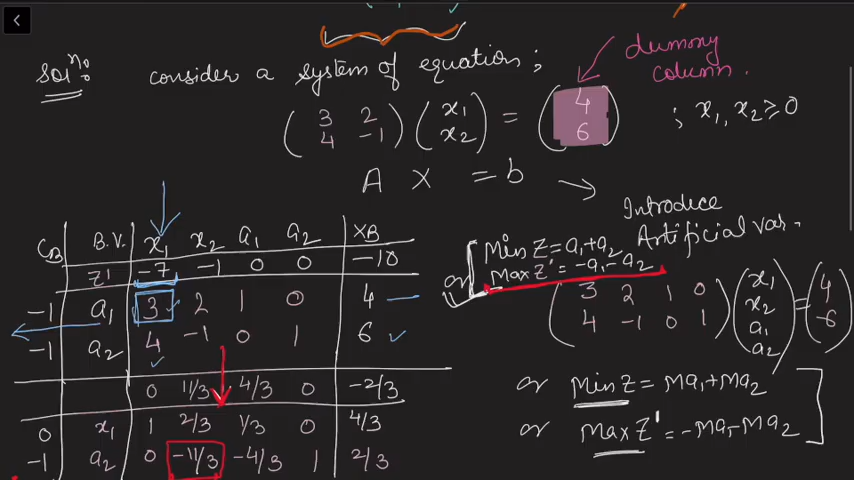 Solⁿ: consider a system of equation;
dummy column.
( 3 2 ) ( x₁ ) = ( 4 ) ; x₁, x₂ ≥ 0
( 4 -1 ) ( x₂ ) ( 6 )
A X = b →
Introduce
Artificial var.
or [ Min Z = a₁+a₂
Max Z' = -a₁-a₂
( 3 2 1 0 ) ( x₁ ) = ( 4 )
( 4 -1 0 1 ) ( x₂ ) ( -6 )
a₁
a₂
or Min Z = Ma₁+Ma₂
or Max Z' = -Ma₁-Ma₂
CB B.V. x₁ x₂ a₁ a₂ XB
Z' -7 -1 0 0 -10
-1 a₁ 3 2 1 0 4
-1 a₂ 4 -1 0 1 6
0 11/3 4/3 0 -2/3
0 x₁ 1 2/3 1/3 0 4/3
-1 a₂ 0 -11/3 -4/3 1 2/3